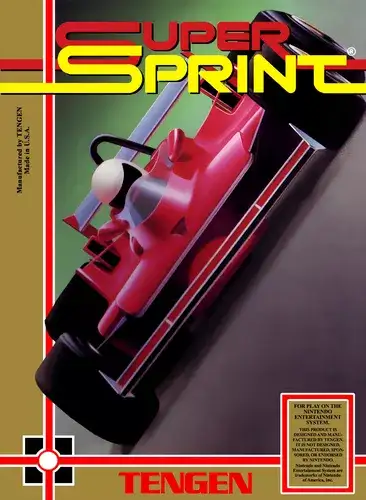 SUPER
SPRINT®
Manufactured by TENGEN
Made in U.S.A.
FOR PLAY ON THE
NINTENDO
ENTERTAINMENT
SYSTEM.
THIS PRODUCT IS
DESIGNED AND MANU-
FACTURED BY TENGEN.
IT IS NOT DESIGNED,
MANUFACTURED, SPON-
SORED, OR ENDORSED
BY NINTENDO.
Nintendo and Nintendo
Entertainment System are
trademarks of Nintendo
of America, Inc.
TENGEN